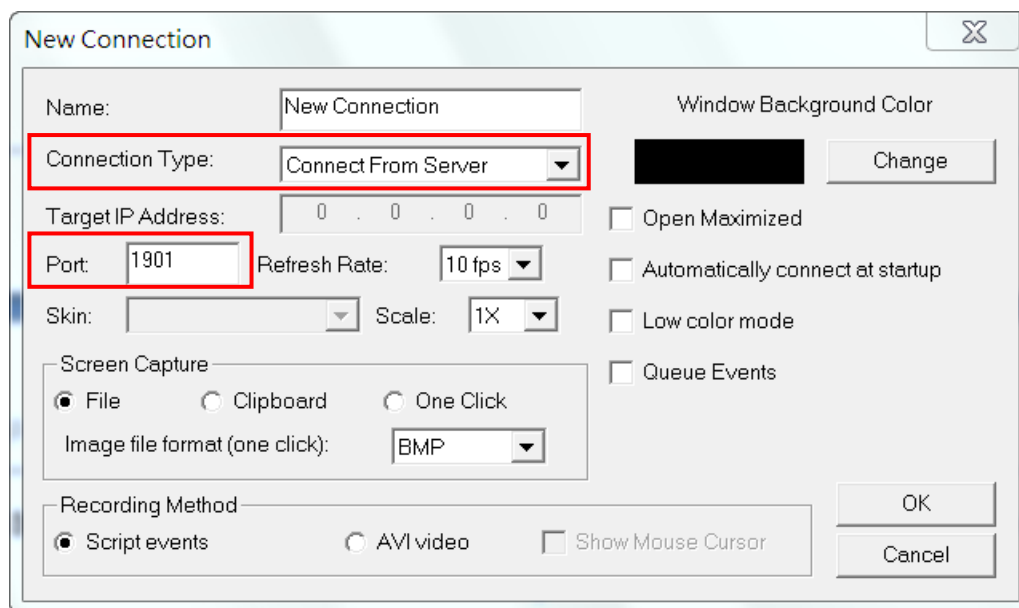 New Connection
Name: New Connection
Window Background Color
Connection Type: Connect From Server
Change
Target IP Address: 0 . 0 . 0 . 0
Open Maximized
Port: 1901 Refresh Rate: 10 fps
Automatically connect at startup
Skin: Scale: 1X
Low color mode
Screen Capture
Queue Events
File Clipboard One Click
Image file format (one click): BMP
Recording Method
OK
Script events AVI video Show Mouse Cursor
Cancel